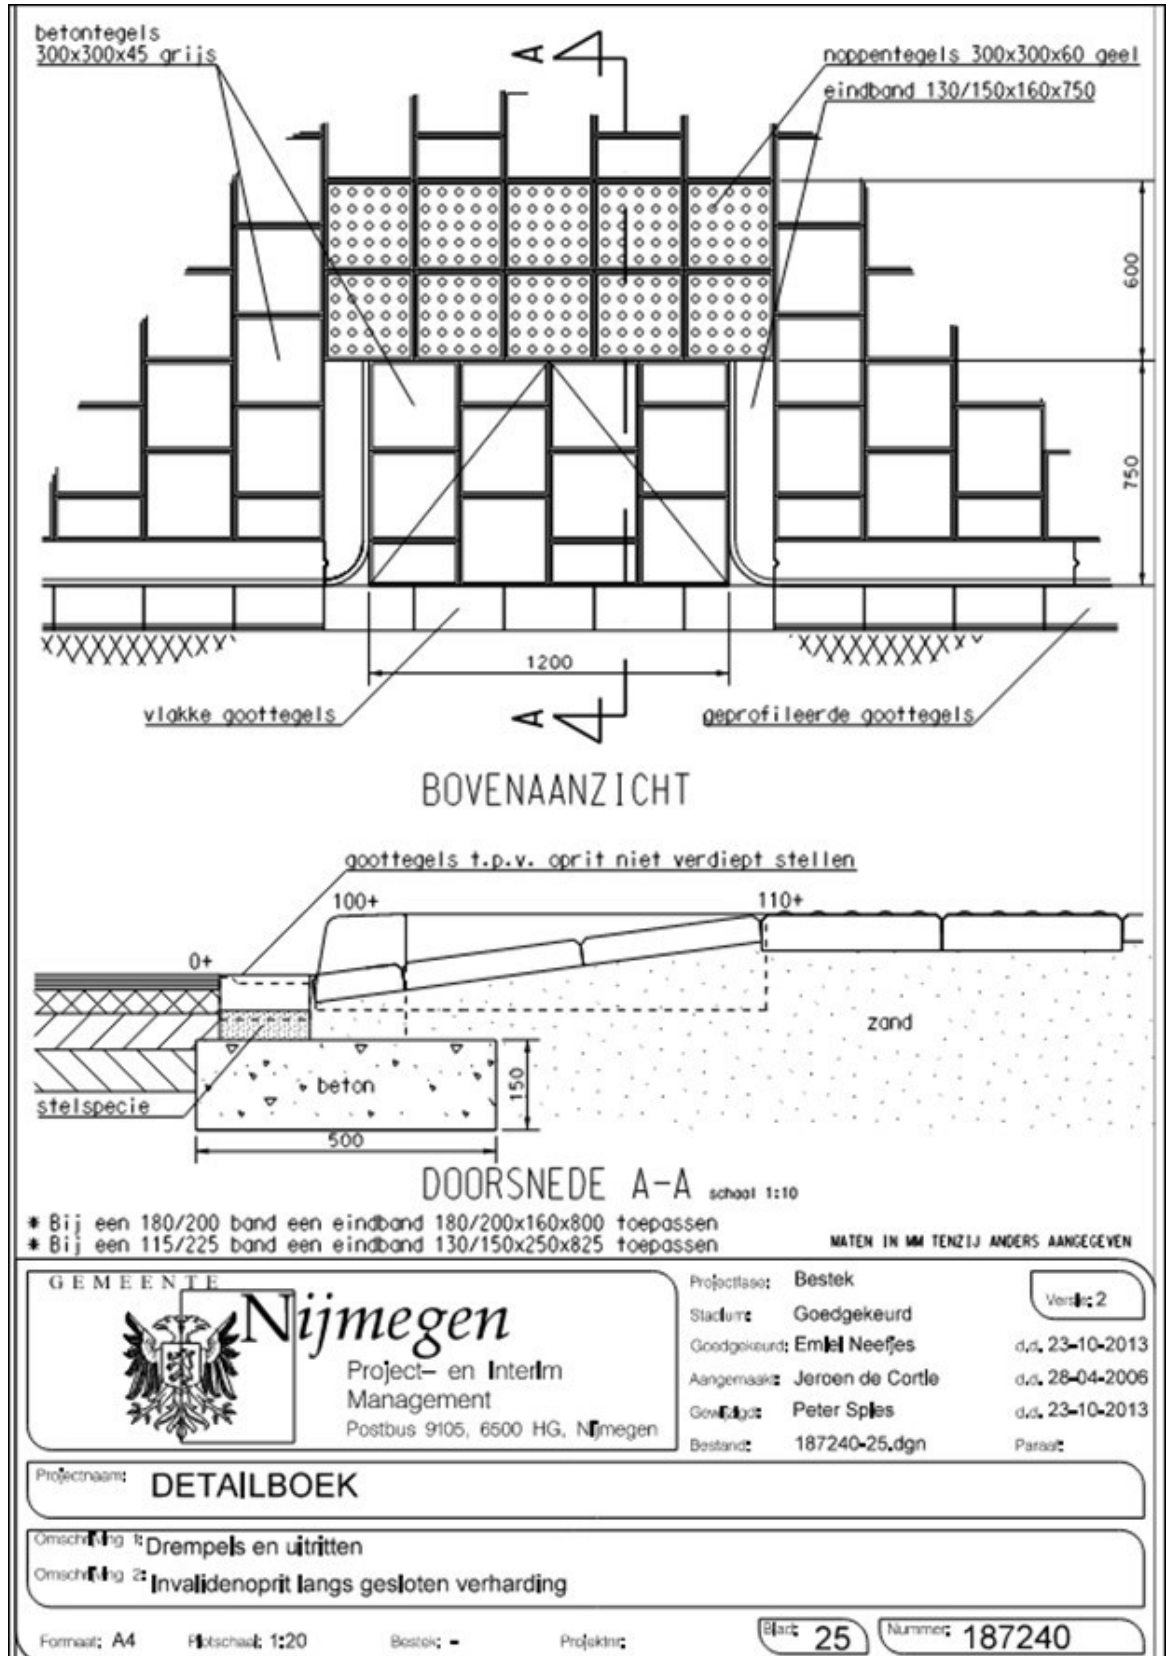 betontegels
300x300x45 grijs
A
noppentegels 300x300x60 geel
eindband 130/150x160x750
600
750
1200
vlakke goottegels
A
geprofileerde goottegels
BOVENAANZICHT
goottegels t.p.v. oprit niet verdiept stellen
100+
110+
0+
zand
beton
150
stelspecie
500
DOORSNEDE A-A schaal 1:10
* Bij een 180/200 band een eindband 180/200x160x800 toepassen
* Bij een 115/225 band een eindband 130/150x250x825 toepassen
MATEN IN MM TENZIJ ANDERS AANGEGEVEN
GEMEENTE
Nijmegen
Project- en Interim
Management
Postbus 9105, 6500 HG, Nijmegen
Projectfase: Bestek
Versie: 2
Stadium: Goedgekeurd
Goedgekeurd: Emiel Neefjes d.d. 23-10-2013
Aangemaakt: Jeroen de Cortie d.d. 28-04-2006
Gewijzigd: Peter Spies d.d. 23-10-2013
Bestand: 187240-25.dgn Paraaf:
Projectnaam: DETAILBOEK
Omschrijving 1: Drempels en uitritten
Omschrijving 2: Invalidenoprit langs gesloten verharding
Formaat: A4 Plotschaal: 1:20 Bestek: - Projektnr: Blad: 25 Nummer: 187240